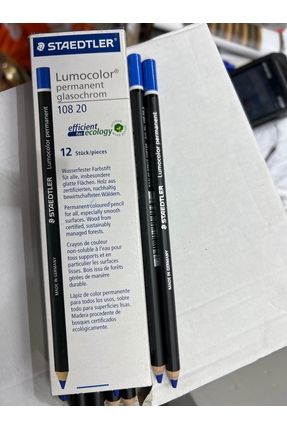 STAEDTLER
Lumocolor®
permanent
glasochrom
108 20
efficient
for ecology
12 Stück/pieces
Wasserfester Farbstift
für alle, insbesondere
glatte Flächen. Holz aus
zertifizierten, nachhaltig
bewirtschafteten Wäldern.
Permanent coloured pencil
for all, especially smooth
surfaces. Wood from
certified, sustainably
managed forests.
Crayon de couleur
non-soluble à l'eau pour
tous supports et en
particulier les surfaces
lisses. Bois issu de forêts
gérées de manière
durable.
Lápiz de color permanente
para todos los usos, sobre
todo para superficies lisas.
Madera procedente de
bosques certificados
ecológicamente.
MADE IN GERMANY
STAEDTLER
Lumocolor permanent
STAEDTLER
Lumocolor permanent